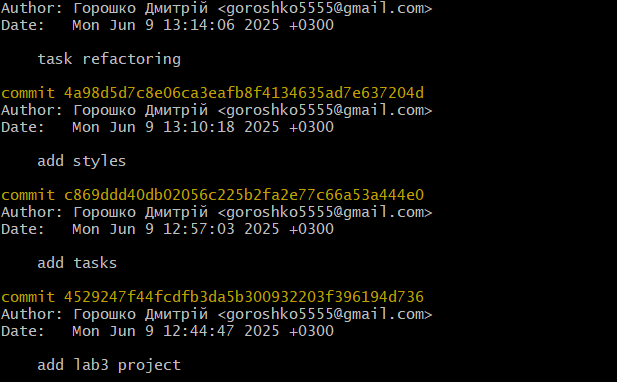 Author: Горошко Дмитрій <goroshko5555@gmail.com>
Date:   Mon Jun 9 13:14:06 2025 +0300
task refactoring
commit 4a98d5d7c8e06ca3eafb8f4134635ad7e637204d
Author: Горошко Дмитрій <goroshko5555@gmail.com>
Date:   Mon Jun 9 13:10:18 2025 +0300
add styles
commit c869ddd40db02056c225b2fa2e77c66a53a444e0
Author: Горошко Дмитрій <goroshko5555@gmail.com>
Date:   Mon Jun 9 12:57:03 2025 +0300
add tasks
commit 4529247f44fcdfb3da5b300932203f396194d736
Author: Горошко Дмитрій <goroshko5555@gmail.com>
Date:   Mon Jun 9 12:44:47 2025 +0300
add lab3 project